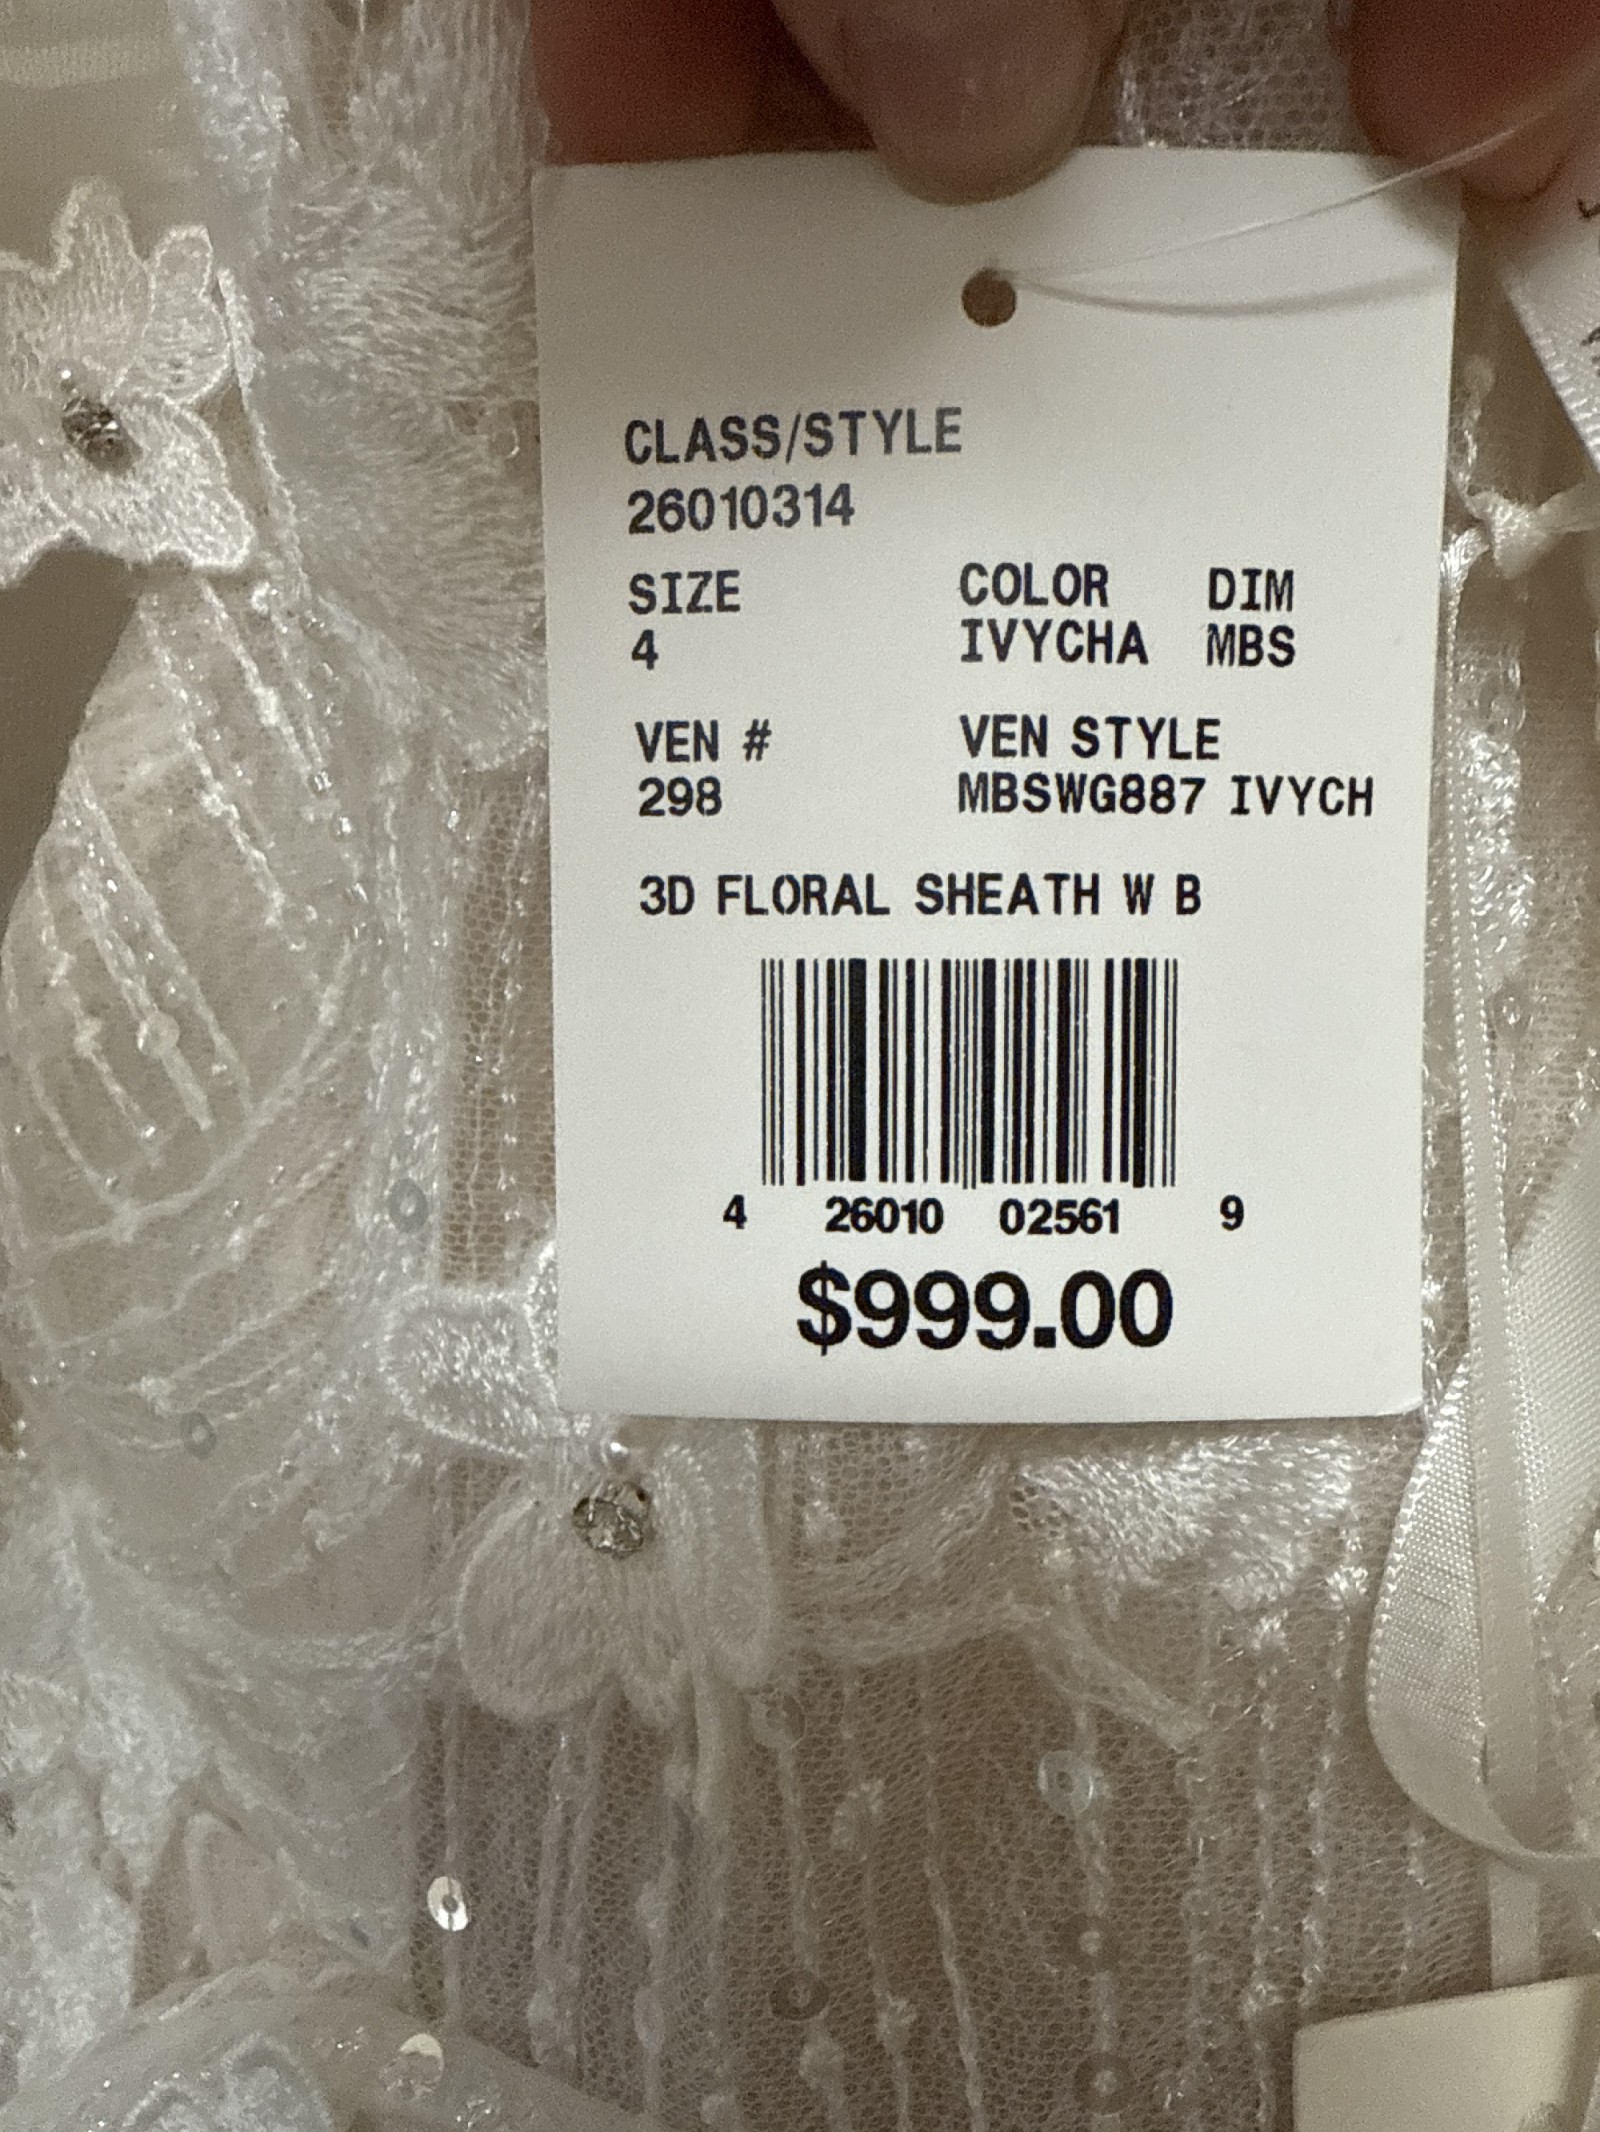 CLASS/STYLE
26010314
SIZE COLOR DIM
4 IVYCHA MBS
VEN # VEN STYLE
298 MBSWG887 IVYCH
3D FLORAL SHEATH W B
4 26010 02561 9
$999.00